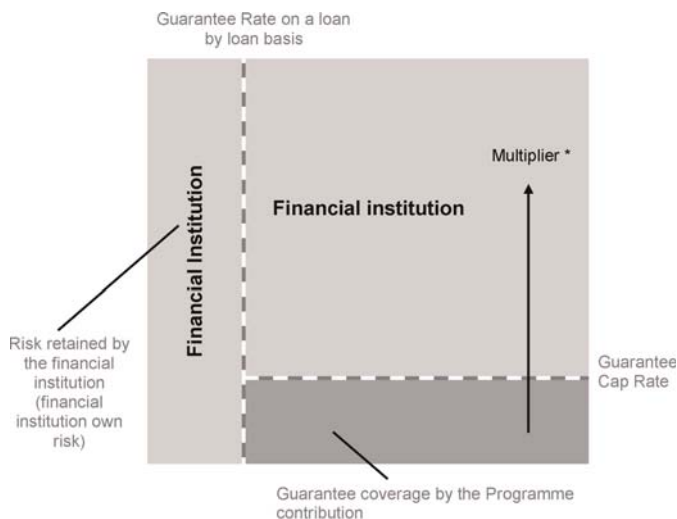 Guarantee Rate on a loan
by loan basis
Financial Institution
Multiplier *
Financial institution
Risk retained by
the financial
institution
(financial
institution own
risk)
Guarantee
Cap Rate
Guarantee coverage by the Programme
contribution